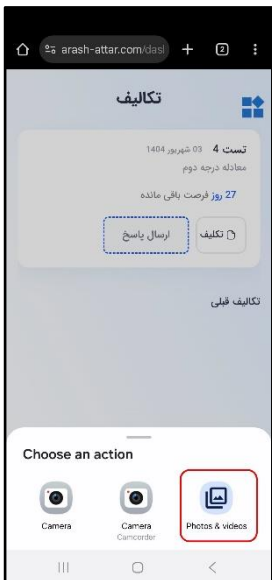 arash-attar.com/dasl
2
تکالیف
تست 4 03 شهریور 1404
معادله درجه دوم
27 روز فرصت باقی مانده
تکلیف ارسال پاسخ
تکالیف قبلی
Choose an action
Camera Camera Photos & videos
Camcorder